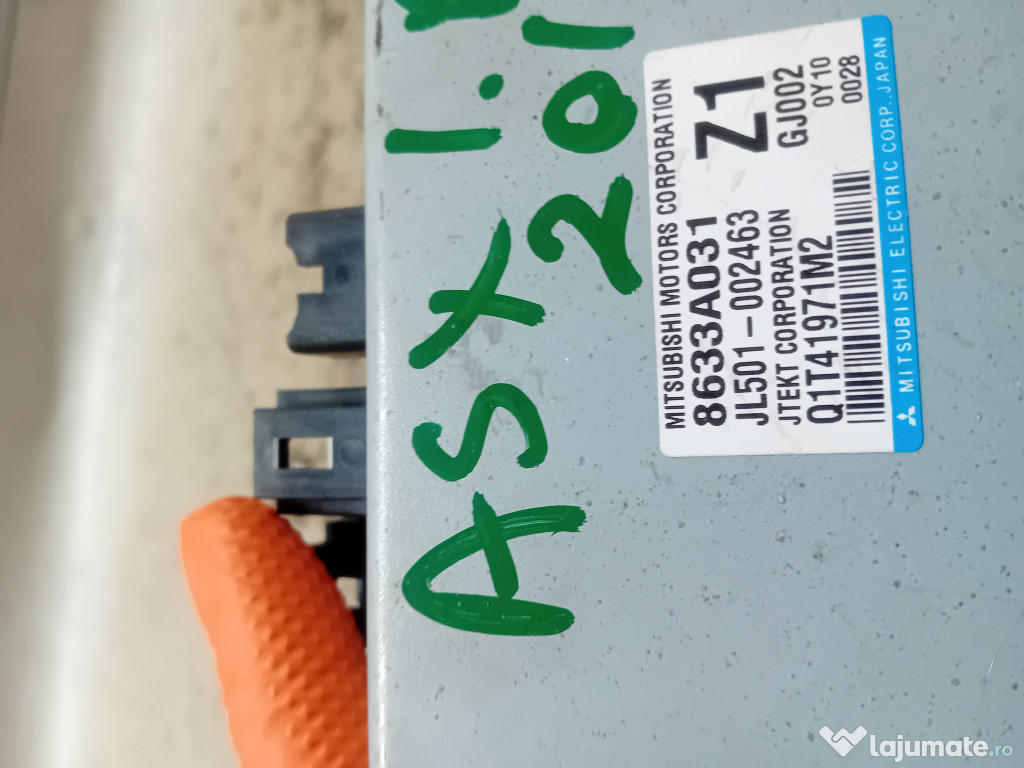 ASX 1.
201
MITSUBISHI MOTORS CORPORATION
8633A031
Z1
JL501-002463
JTEKT CORPORATION
GJ002
Q1T41971M2
0Y10
0028
MITSUBISHI ELECTRIC CORP., JAPAN
lajumate.ro